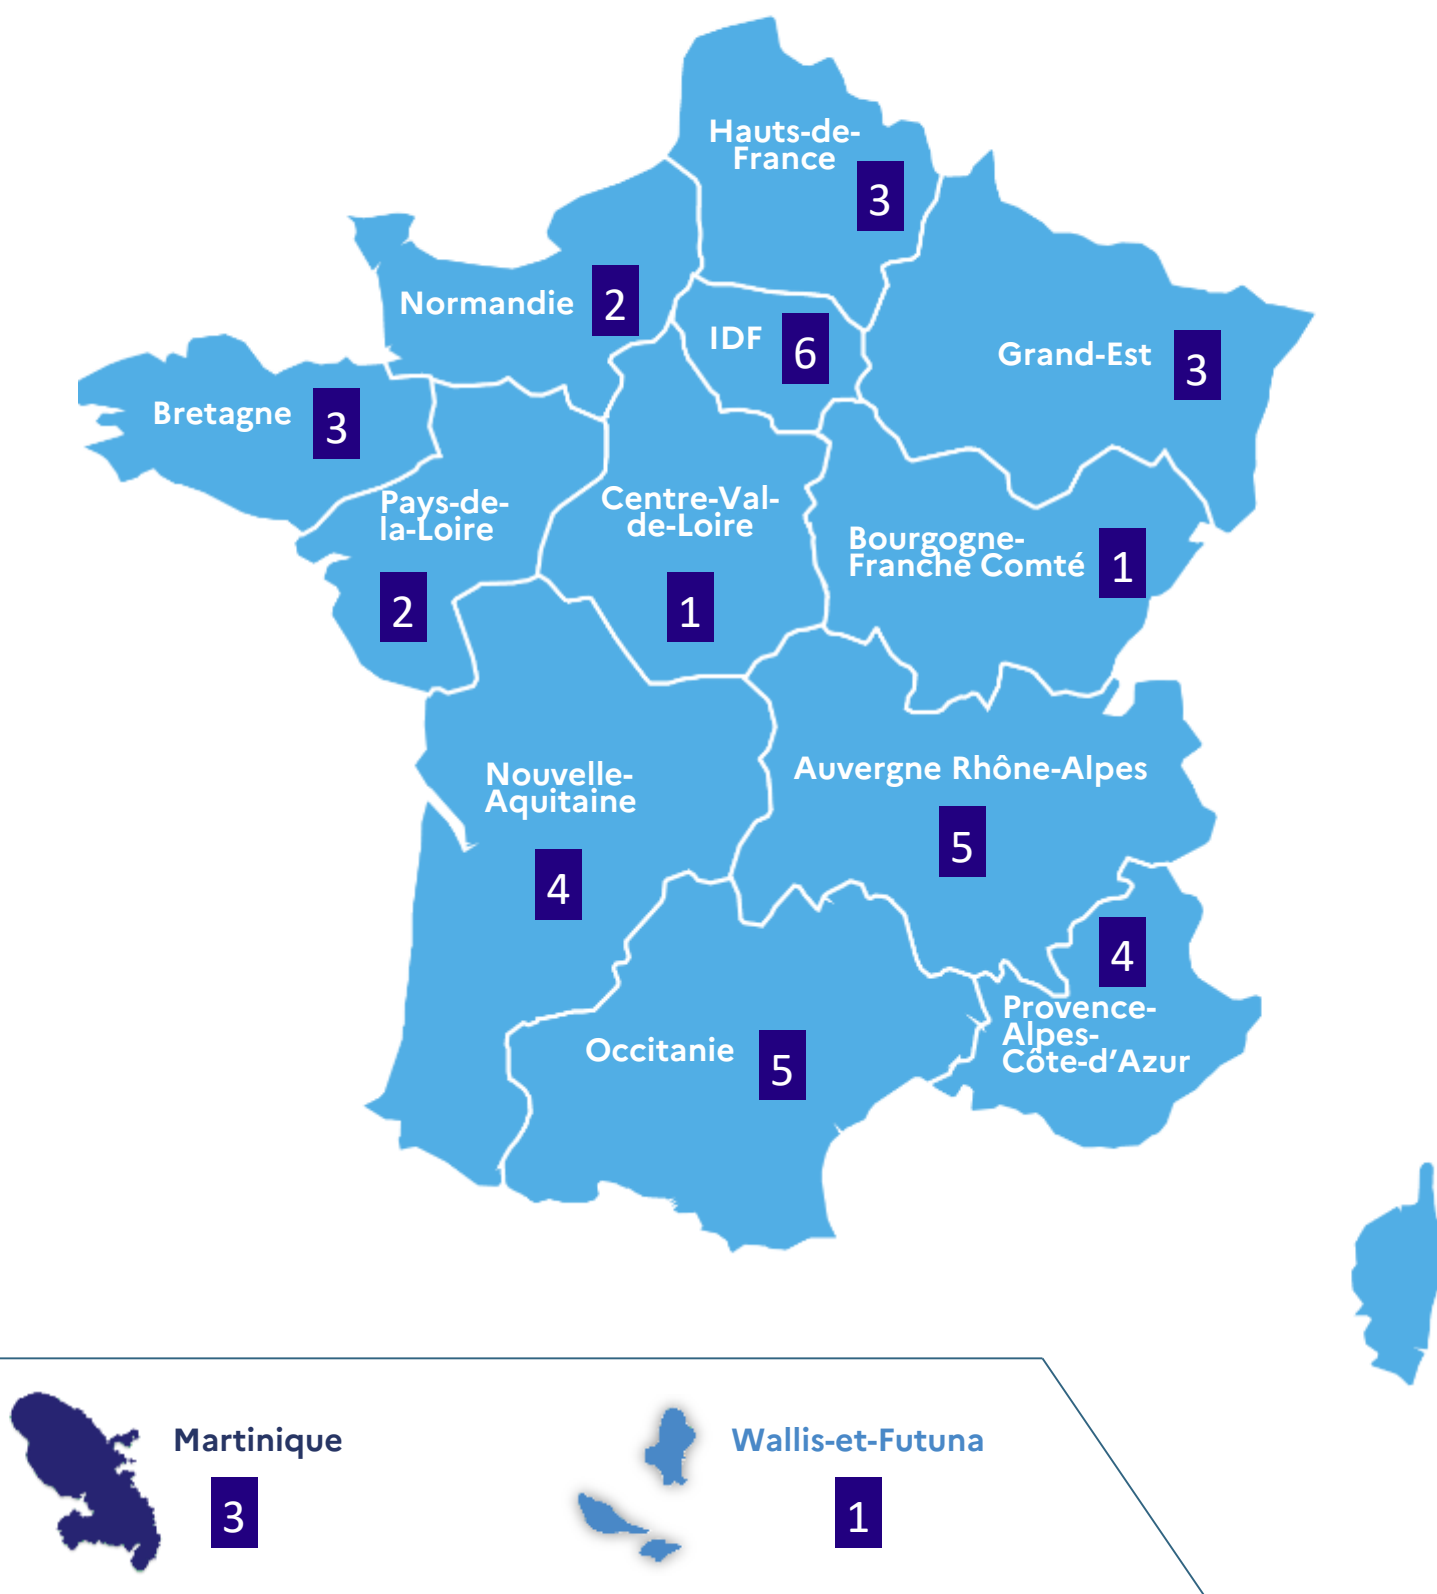 Hauts-de-
France
3
Normandie
2
IDF
6
Grand-Est
3
Bretagne
3
Pays-de-
la-Loire
2
Centre-Val-
de-Loire
1
Bourgogne-
Franche Comté
1
Nouvelle-
Aquitaine
4
Auvergne Rhône-Alpes
5
4
Provence-
Alpes-
Côte-d’Azur
Occitanie
5
Martinique
3
Wallis-et-Futuna
1